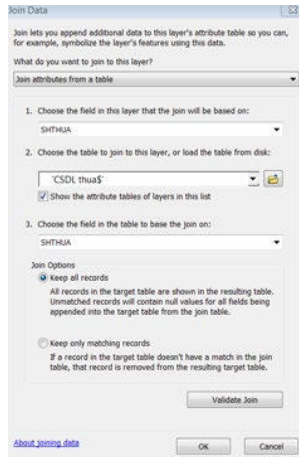 Join Data
Join lets you append additional data to this layer's attribute table so you can,
for example, symbolize the layer's features using this data.
What do you want to join to this layer?
Join attributes from a table
1. Choose the field in this layer that the join will be based on:
SHTHUA
2. Choose the table to join to this layer, or load the table from disk:
'CSDL thua$'
Show the attribute tables of layers in this list
3. Choose the field in the table to base the join on:
SHTHUA
Join Options
Keep all records
All records in the target table are shown in the resulting table.
Unmatched records will contain null values for all fields being
appended into the target table from the join table.
Keep only matching records
If a record in the target table doesn't have a match in the join
table, that record is removed from the resulting target table.
Validate Join
About joining data
OK
Cancel